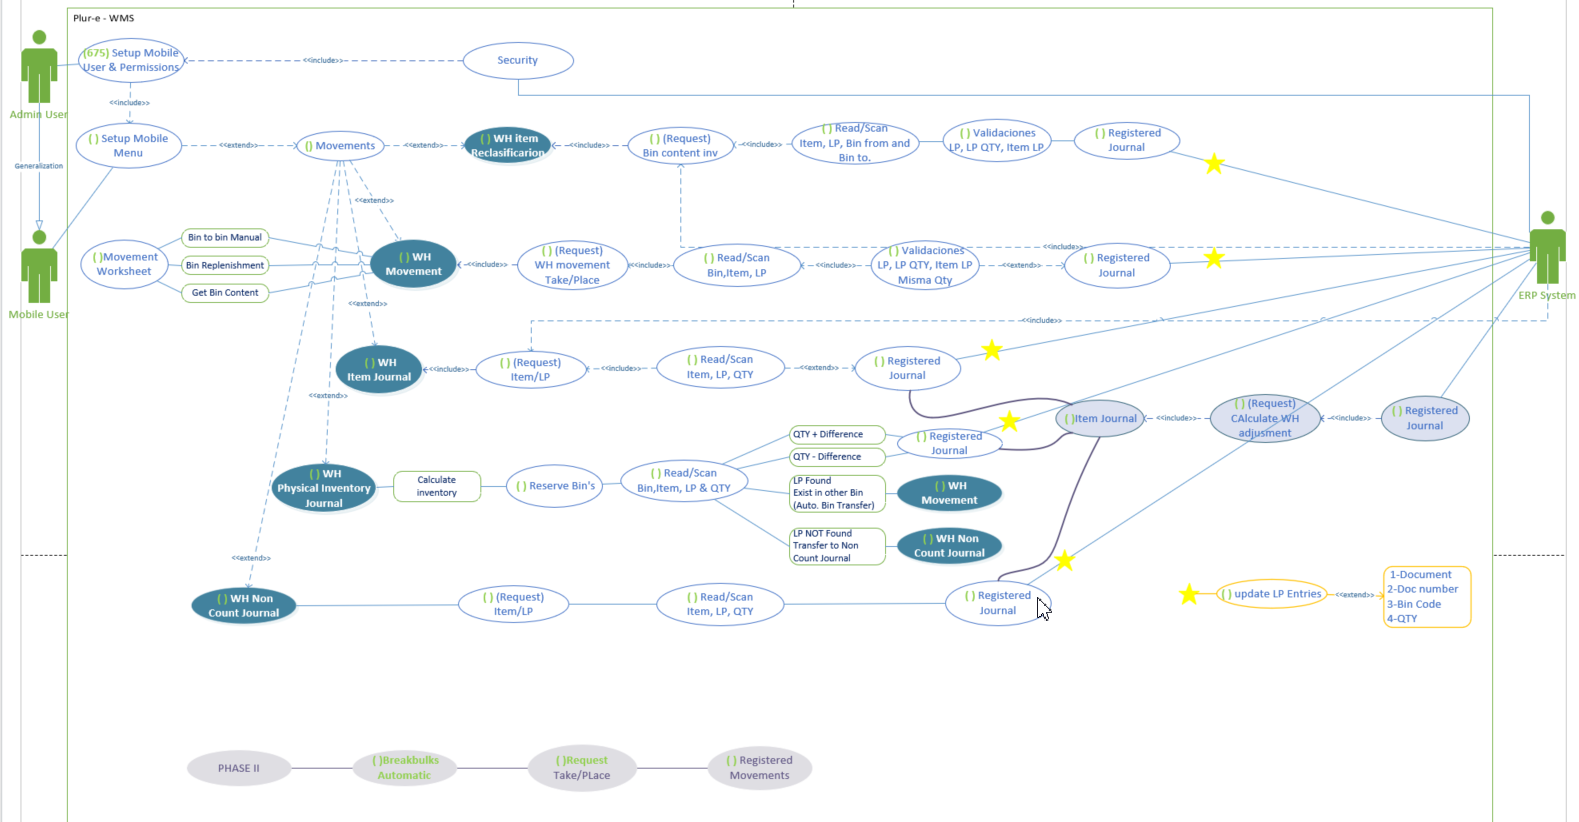 Plur-e - WMS
Admin User
Generalization
Mobile User
ERP System
(675) Setup Mobile
User & Permissions
<<include>>
Security
<<include>>
( ) Setup Mobile
Menu
<<extend>>
() Movements
<<extend>>
( ) WH item
Reclasificarion
<<include>>
( ) (Request)
Bin content inv
<<include>>
( ) Read/Scan
Item, LP, Bin from and
Bin to.
( ) Validaciones
LP, LP QTY, Item LP
( ) Registered
Journal
<<extend>>
( )Movement
Worksheet
Bin to bin Manual
Bin Replenishment
Get Bin Content
( ) WH
Movement
<<include>>
( ) (Request)
WH movement
Take/Place
<<include>>
( ) Read/Scan
Bin,Item, LP
<<include>>
( ) Validaciones
LP, LP QTY, Item LP
Misma Qty
<<extend>>
<<include>>
( ) Registered
Journal
<<extend>>
<<include>>
( ) WH
Item Journal
<<include>>
( ) (Request)
Item/LP
<<include>>
( ) Read/Scan
Item, LP, QTY
<<extend>>
( ) Registered
Journal
<<extend>>
( )Item Journal
<<include>>
( ) (Request)
CAlculate WH
adjusment
<<include>>
( ) Registered
Journal
( ) WH
Physical Inventory
Journal
Calculate
inventory
( ) Reserve Bin's
( ) Read/Scan
Bin,Item, LP & QTY
QTY + Difference
QTY - Difference
( ) Registered
Journal
LP Found
Exist in other Bin
(Auto. Bin Transfer)
( ) WH
Movement
LP NOT Found
Transfer to Non
Count Journal
( ) WH Non
Count Journal
<<extend>>
( ) WH Non
Count Journal
( ) (Request)
Item/LP
( ) Read/Scan
Item, LP, QTY
( ) Registered
Journal
( ) update LP Entries
<<extend>>
1-Document
2-Doc number
3-Bin Code
4-QTY
PHASE II
( )Breakbulks
Automatic
( )Request
Take/PLace
( ) Registered
Movements